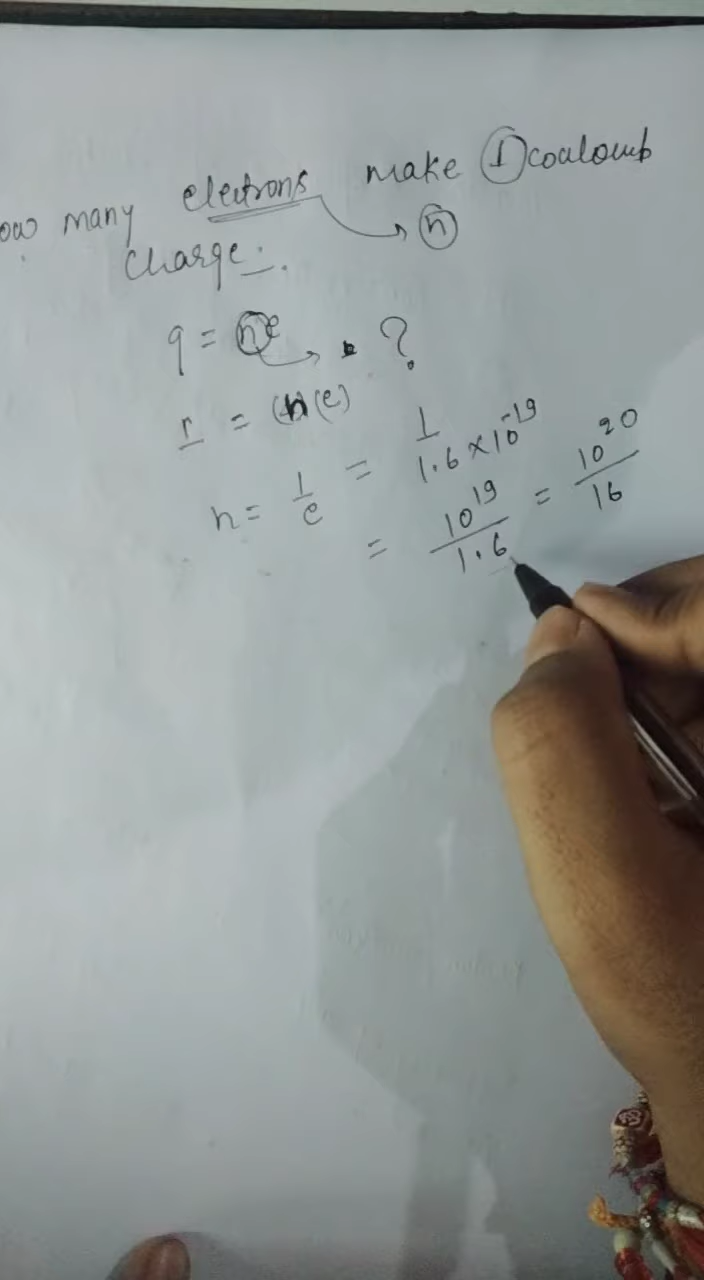 ow many electrons make 1 coulomb
n
charge.
q = ne ?
= (n)(e)
n = 1/e = 1/1.6 × 10^-19
= 10^19/1.6 = 10^20/16